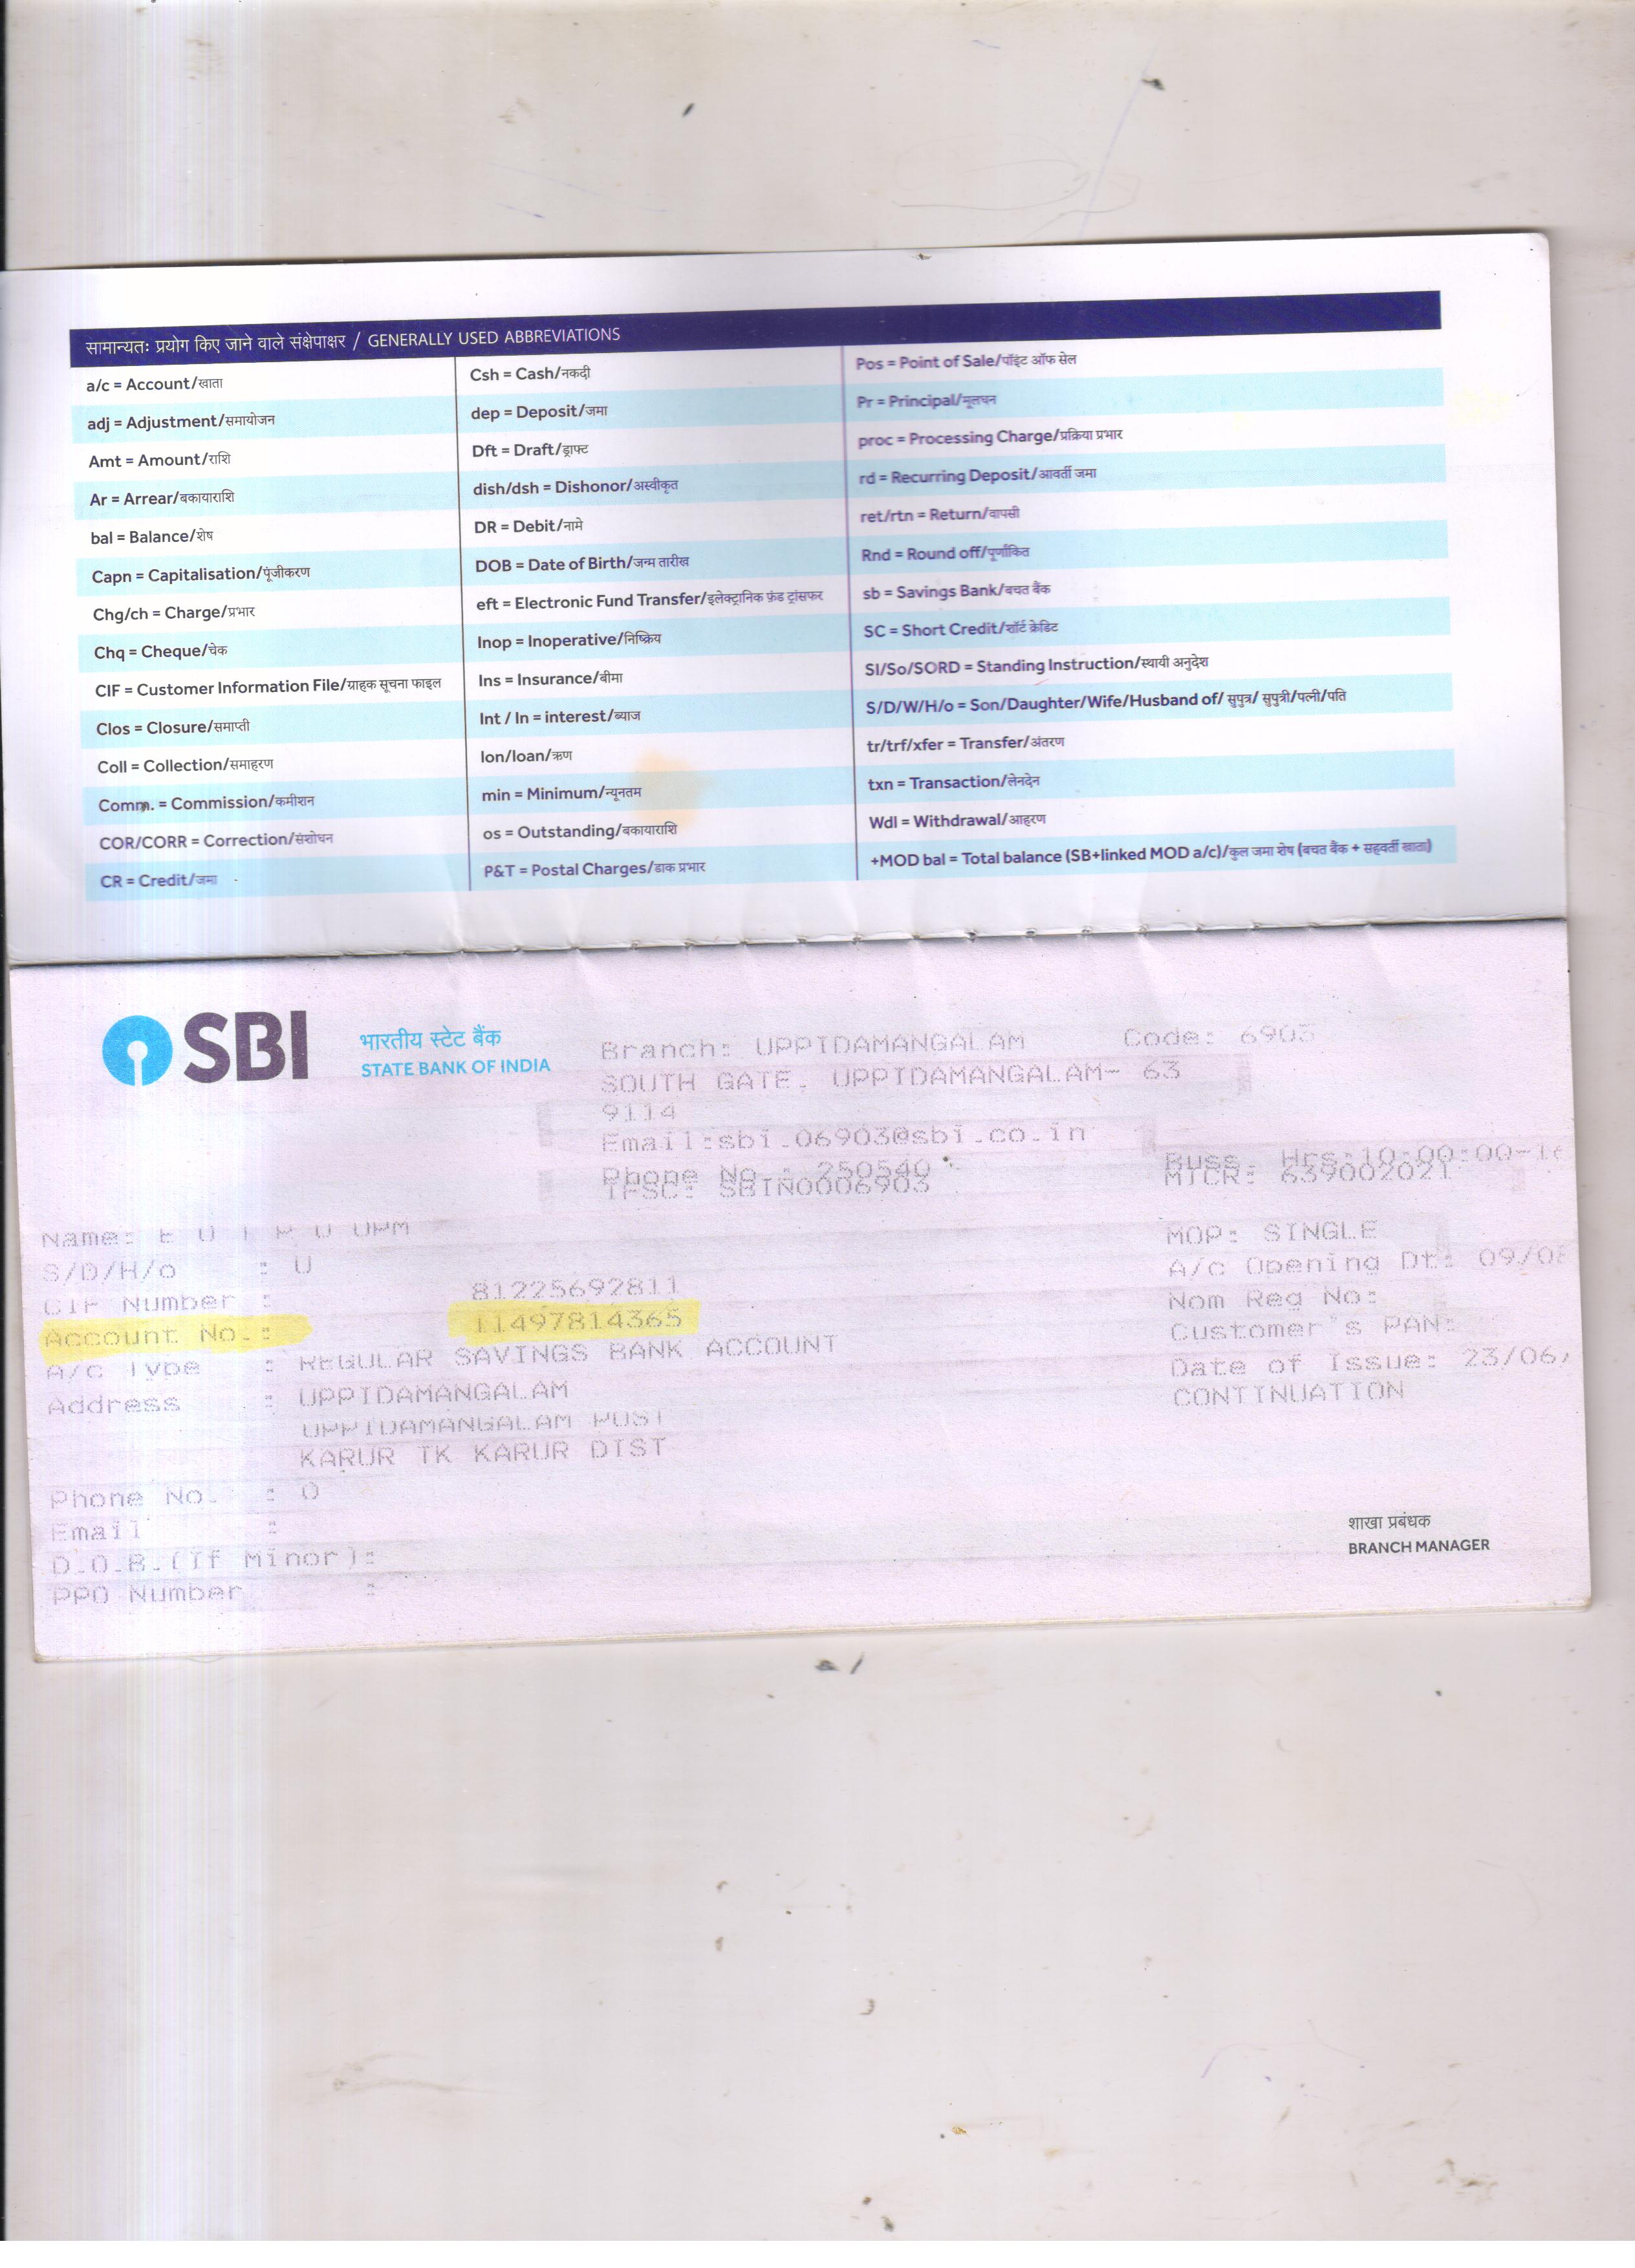 सामान्यतः प्रयोग किए जाने वाले संक्षेपाक्षर / GENERALLY USED ABBREVIATIONS
a/c = Account/खाता
adj = Adjustment/समायोजन
Amt = Amount/राशि
Ar = Arrear/बकायाराशि
bal = Balance/शेष
Capn = Capitalisation/पूंजीकरण
Chg/ch = Charge/प्रभार
Chq = Cheque/चेक
CIF = Customer Information File/ग्राहक सूचना फाइल
Clos = Closure/समाप्ती
Coll = Collection/समाहरण
Comm. = Commission/कमीशन
COR/CORR = Correction/संशोधन
CR = Credit/जमा
Csh = Cash/नकदी
dep = Deposit/जमा
Dft = Draft/ड्राफ्ट
dish/dsh = Dishonor/अस्वीकृत
DR = Debit/नामे
DOB = Date of Birth/जन्म तारीख
eft = Electronic Fund Transfer/इलेक्ट्रानिक फ़ंड ट्रांसफर
Inop = Inoperative/निष्क्रिय
Ins = Insurance/बीमा
Int / In = interest/ब्याज
lon/loan/ऋण
min = Minimum/न्यूनतम
os = Outstanding/बकायाराशि
P&T = Postal Charges/डाक प्रभार
Pos = Point of Sale/पॉइंट ऑफ सेल
Pr = Principal/मूलधन
proc = Processing Charge/प्रक्रिया प्रभार
rd = Recurring Deposit/आवर्ती जमा
ret/rtn = Return/वापसी
Rnd = Round off/पूर्णांकित
sb = Savings Bank/बचत बैंक
SC = Short Credit/शॉर्ट क्रेडिट
SI/So/SORD = Standing Instruction/स्थायी अनुदेश
S/D/W/H/o = Son/Daughter/Wife/Husband of/ सुपुत्र/ सुपुत्री/पत्नी/पति
tr/trf/xfer = Transfer/अंतरण
txn = Transaction/लेनदेन
Wdl = Withdrawal/आहरण
+MOD bal = Total balance (SB+linked MOD a/c)/कुल जमा शेष (बचत बैंक + सहवर्ती खाता)
SBI
भारतीय स्टेट बैंक
STATE BANK OF INDIA
Branch: UPPIDAMANGALAM Code: 6903
SOUTH GATE, UPPIDAMANGALAM- 63
9114
Email:sbi.06903@sbi.co.in
Phone No.: 250540 Buss. Hrs:10:00:00-16
IFSC: SBIN0006903 MICR: 639002021
Name: UPM MOP: SINGLE
S/D/H/o : U A/c Opening Dt: 09/08
CIF Number : 81225692811 Nom Reg No:
Account No.: 11497814365 Customer's PAN:
A/c Type : REGULAR SAVINGS BANK ACCOUNT Date of Issue: 23/06/
Address : UPPIDAMANGALAM CONTINUATION
UPPIDAMANGALAM POST
KARUR TK KARUR DIST
Phone No. : 0
Email :
D.O.B.(If Minor):
PPO Number :
शाखा प्रबंधक
BRANCH MANAGER